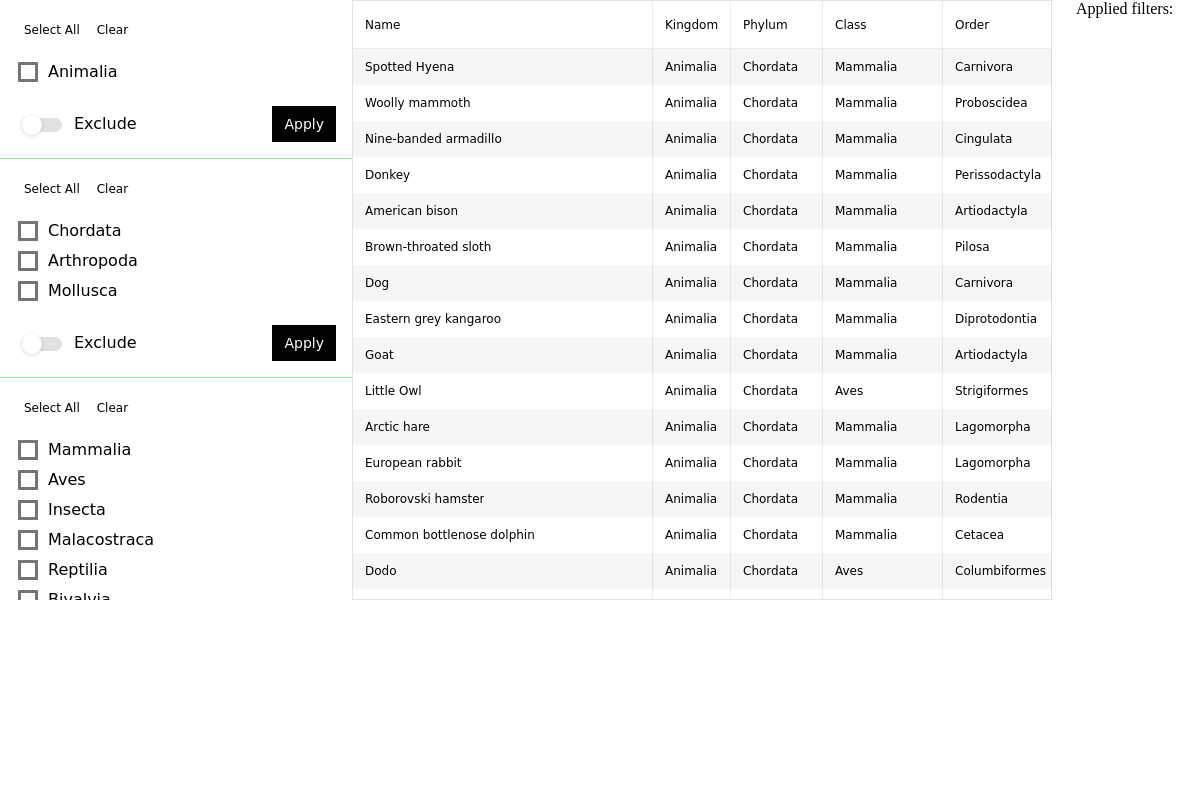 Select All Clear
Animalia
Exclude Apply
Select All Clear
Chordata
Arthropoda
Mollusca
Exclude Apply
Select All Clear
Mammalia
Aves
Insecta
Malacostraca
Reptilia
Bivalvia
Name Kingdom Phylum Class Order
Spotted Hyena Animalia Chordata Mammalia Carnivora
Woolly mammoth Animalia Chordata Mammalia Proboscidea
Nine-banded armadillo Animalia Chordata Mammalia Cingulata
Donkey Animalia Chordata Mammalia Perissodactyla
American bison Animalia Chordata Mammalia Artiodactyla
Brown-throated sloth Animalia Chordata Mammalia Pilosa
Dog Animalia Chordata Mammalia Carnivora
Eastern grey kangaroo Animalia Chordata Mammalia Diprotodontia
Goat Animalia Chordata Mammalia Artiodactyla
Little Owl Animalia Chordata Aves Strigiformes
Arctic hare Animalia Chordata Mammalia Lagomorpha
European rabbit Animalia Chordata Mammalia Lagomorpha
Roborovski hamster Animalia Chordata Mammalia Rodentia
Common bottlenose dolphin Animalia Chordata Mammalia Cetacea
Dodo Animalia Chordata Aves Columbiformes
Applied filters: